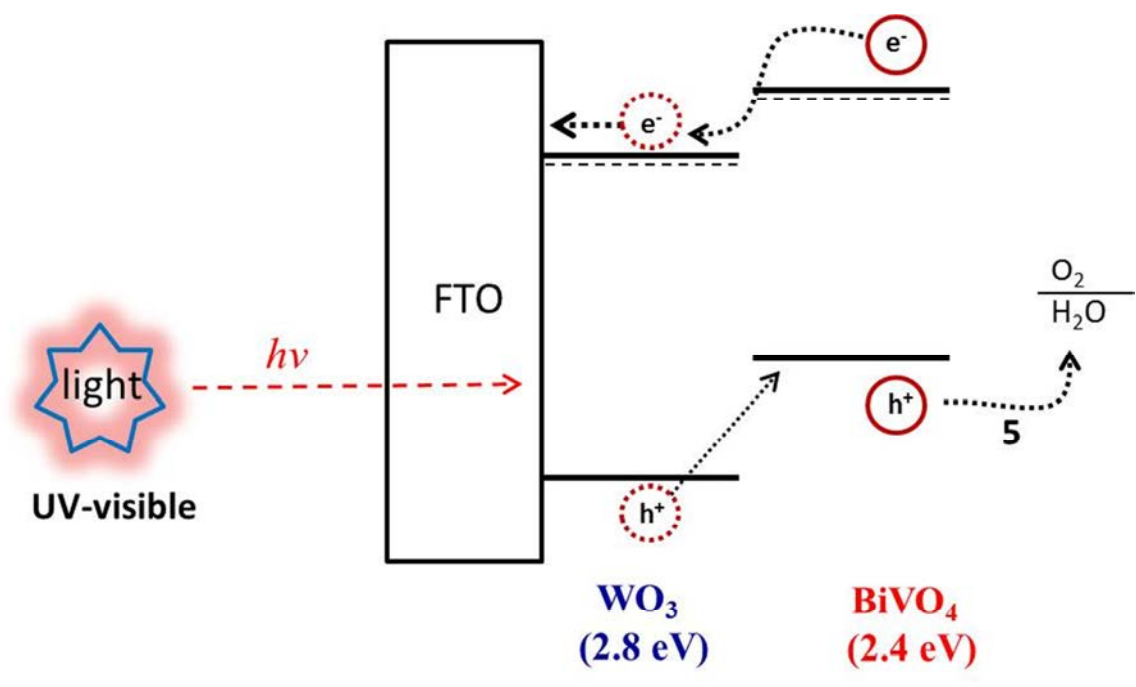 e⁻
e⁻
FTO
O₂
H₂O
hν
light
h⁺
5
h⁺
UV-visible
WO₃
(2.8 eV)
BiVO₄
(2.4 eV)